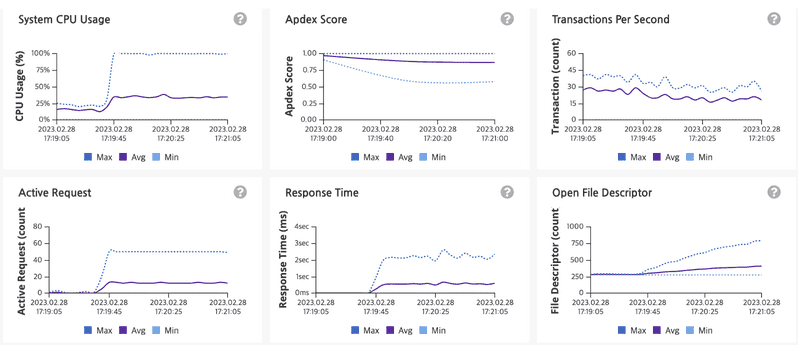 System CPU Usage ?
CPU Usage (%)
100%
75%
50%
25%
0%
2023.02.28 2023.02.28 2023.02.28 2023.02.28
17:19:05 17:19:45 17:20:25 17:21:05
Max Avg Min
Apdex Score ?
Apdex Score
1.00
0.75
0.50
0.25
0.00
2023.02.28 2023.02.28 2023.02.28 2023.02.28
17:19:00 17:19:40 17:20:20 17:21:00
Max Avg Min
Transactions Per Second ?
Transaction (count)
60
45
30
15
0
2023.02.28 2023.02.28 2023.02.28 2023.02.28
17:19:05 17:19:45 17:20:25 17:21:05
Max Avg Min
Active Request ?
Active Request (count
80
60
40
20
0
2023.02.28 2023.02.28 2023.02.28 2023.02.28
17:19:05 17:19:45 17:20:25 17:21:05
Max Avg Min
Response Time ?
Response Time (ms)
4sec
3sec
2sec
1sec
0ms
2023.02.28 2023.02.28 2023.02.28 2023.02.28
17:19:05 17:19:45 17:20:25 17:21:05
Max Avg Min
Open File Descriptor ?
File Descriptor (count
1000
750
500
250
0
2023.02.28 2023.02.28 2023.02.28 2023.02.28
17:19:05 17:19:45 17:20:25 17:21:05
Max Avg Min